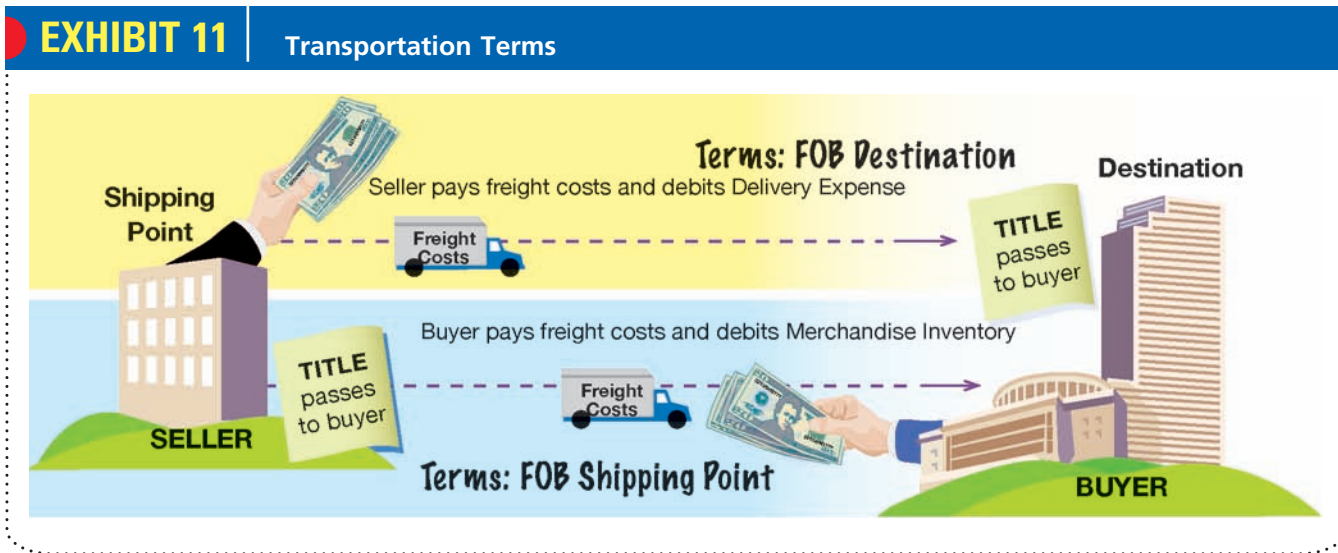 EXHIBIT 11
Transportation Terms
Terms: FOB Destination
Seller pays freight costs and debits Delivery Expense
Shipping
Point
Freight
Costs
TITLE
passes
to buyer
Destination
Buyer pays freight costs and debits Merchandise Inventory
TITLE
passes
to buyer
Freight
Costs
SELLER
Terms: FOB Shipping Point
BUYER